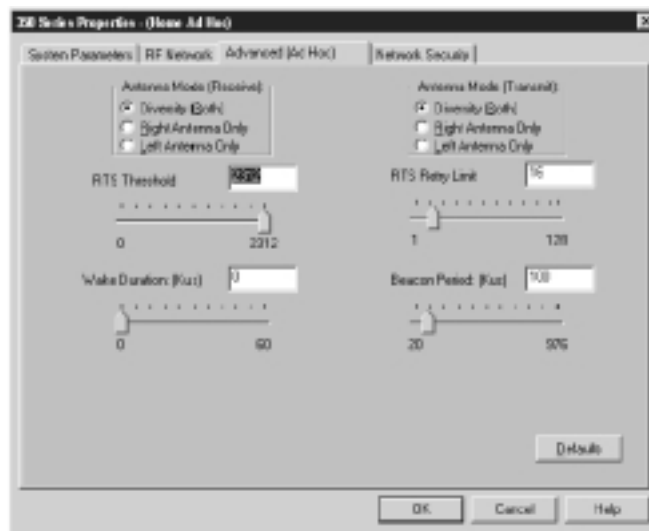 350 Series Properties - (Home Ad Hoc)
System Parameters RF Network Advanced (Ad Hoc) Network Security
Antenna Mode (Receive)
Diversity (Both)
Right Antenna Only
Left Antenna Only
Antenna Mode (Transmit)
Diversity (Both)
Right Antenna Only
Left Antenna Only
RTS Threshold 2312
0 2312
RTS Retry Limit 16
1 128
Wake Duration: (Kus) 0
0 60
Beacon Period: (Kus) 100
20 976
Defaults
OK Cancel Help